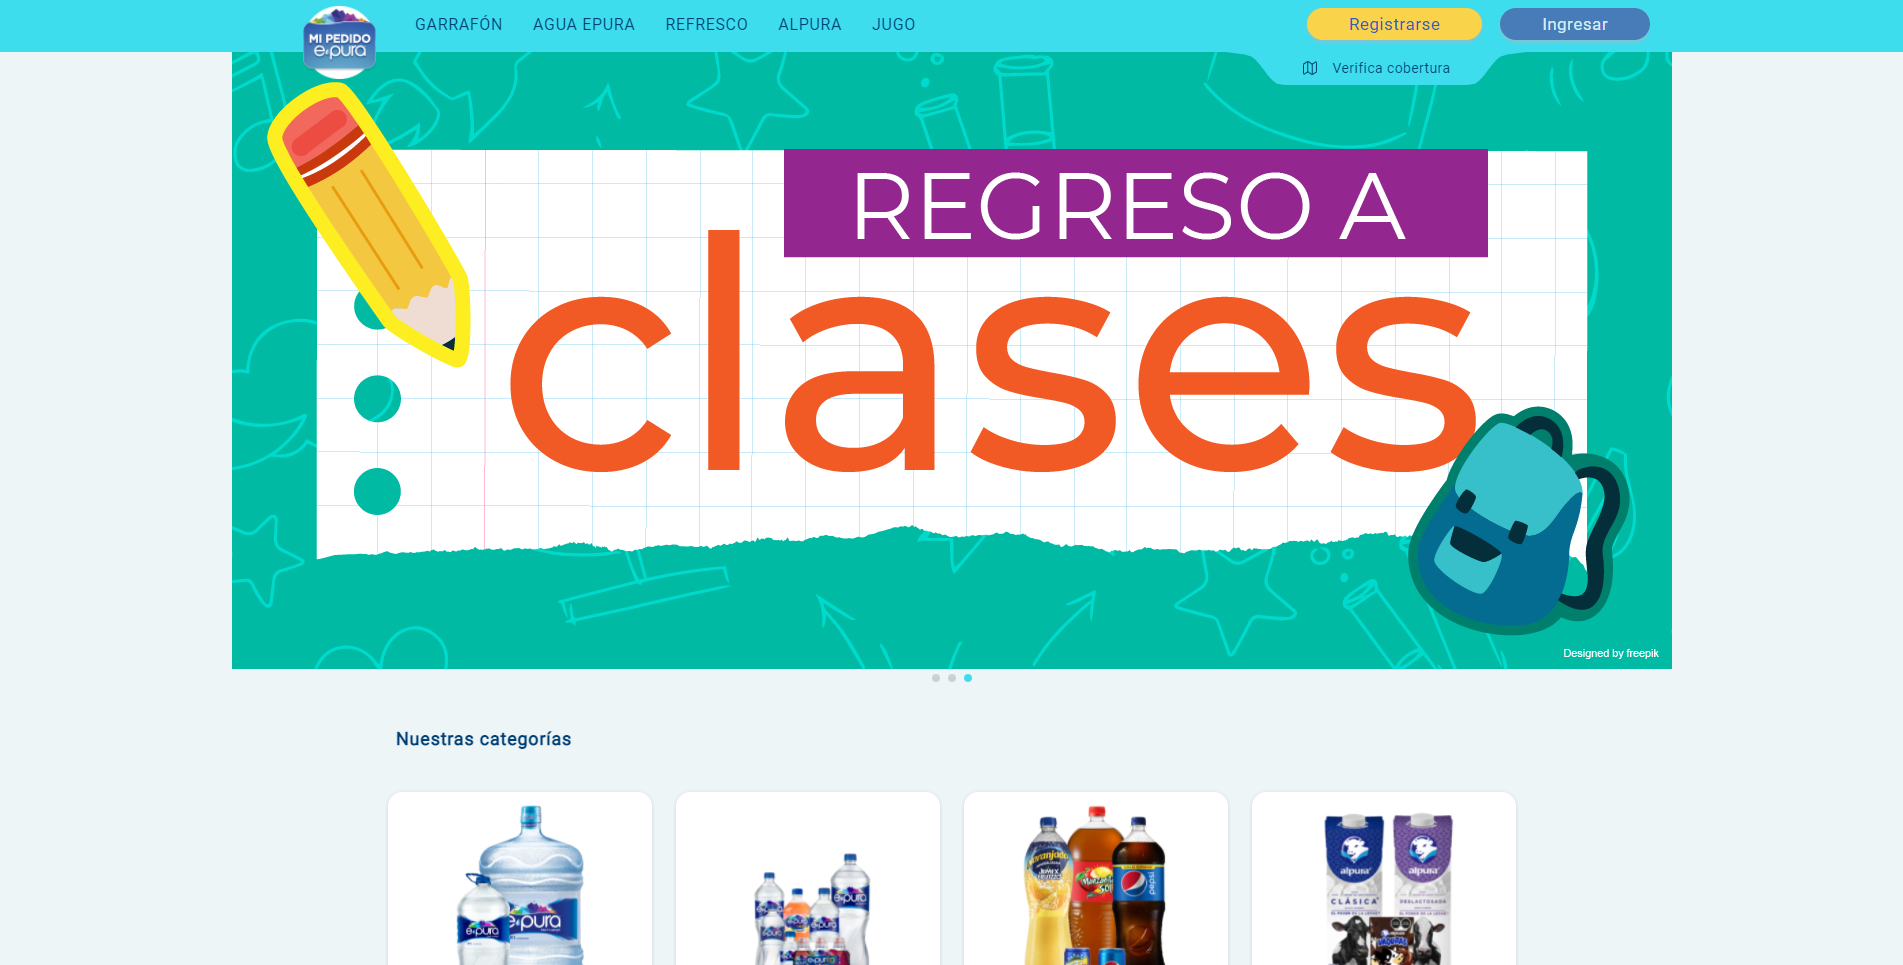 MI PEDIDO
e·pura
GARRAFÓN AGUA EPURA REFRESCO ALPURA JUGO
Registrarse Ingresar
Verifica cobertura
REGRESO A
clases
Designed by freepik
Nuestras categorías
e·pura
e·pura
e·pura
Naranjada
Manzanita
SOL
pepsi
alpura alpura
CLÁSICA DESLACTOSADA